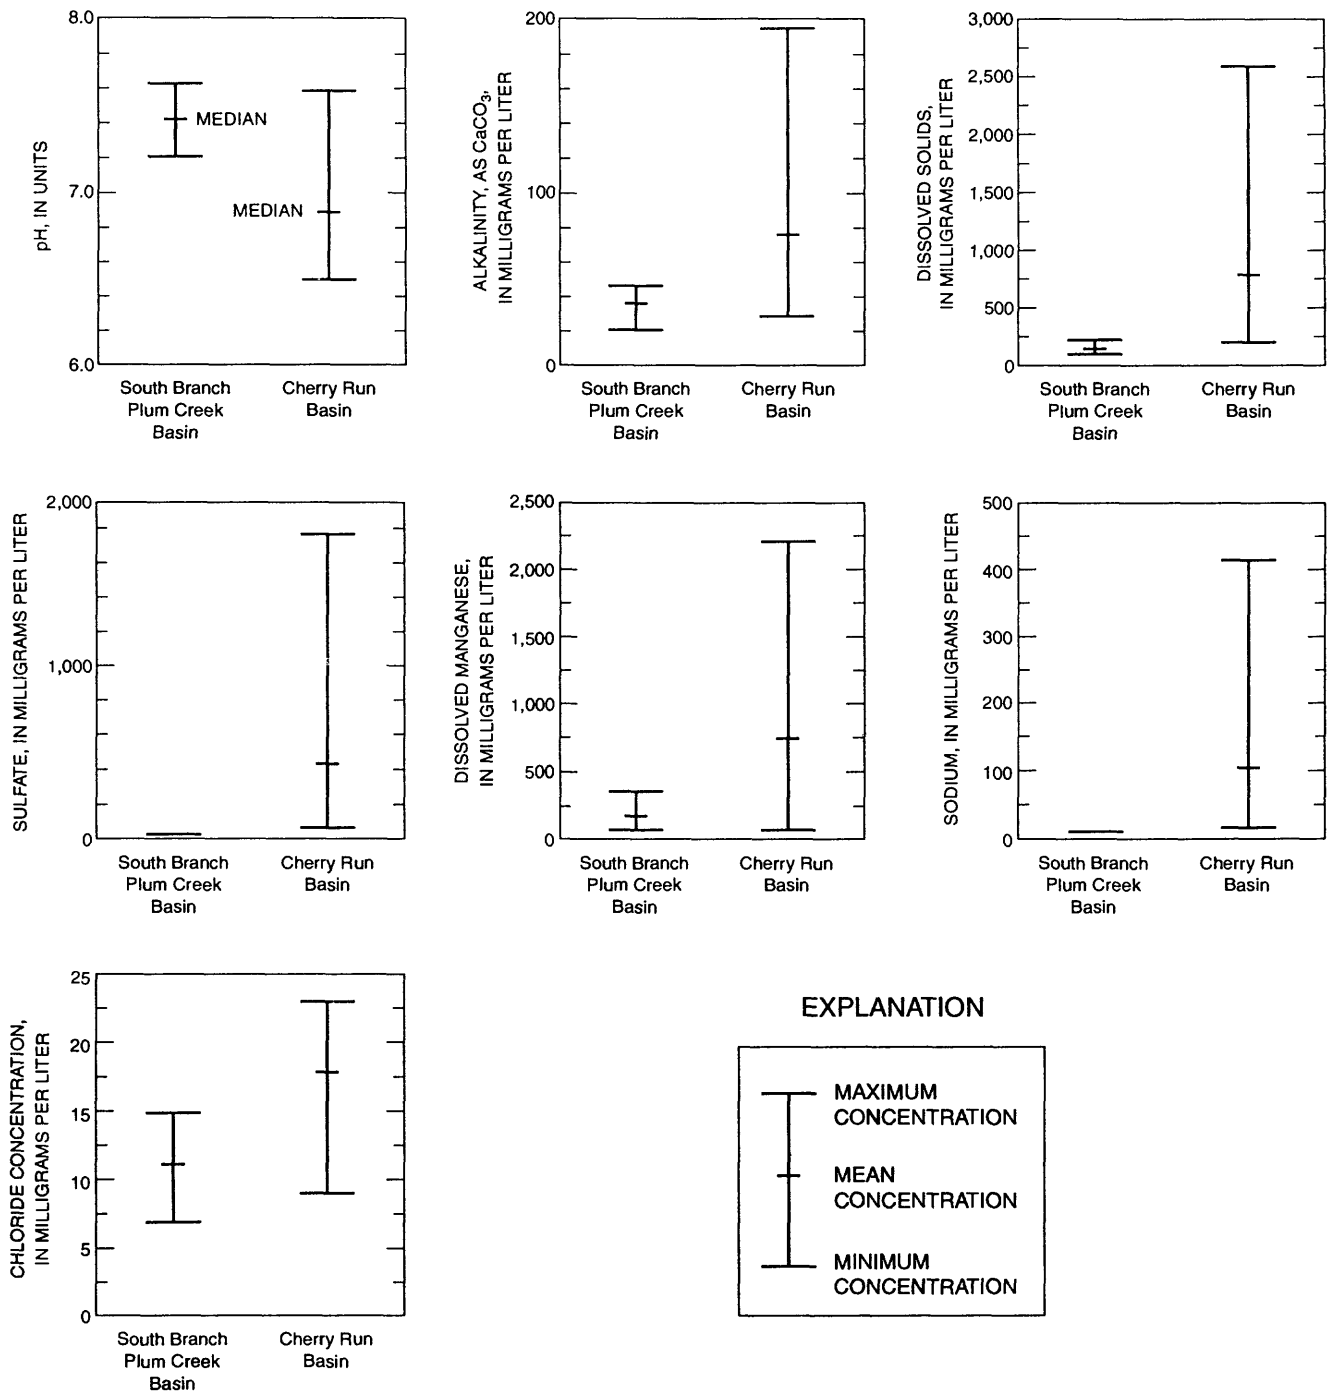 8.0
7.0
6.0
pH, IN UNITS
MEDIAN
MEDIAN
South Branch
Plum Creek
Basin
Cherry Run
Basin
200
100
0
ALKALINITY, AS CaCO3,
IN MILLIGRAMS PER LITER
South Branch
Plum Creek
Basin
Cherry Run
Basin
3,000
2,500
2,000
1,500
1,000
500
0
DISSOLVED SOLIDS,
IN MILLIGRAMS PER LITER
South Branch
Plum Creek
Basin
Cherry Run
Basin
2,000
1,000
0
SULFATE, IN MILLIGRAMS PER LITER
South Branch
Plum Creek
Basin
Cherry Run
Basin
2,500
2,000
1,500
1,000
500
0
DISSOLVED MANGANESE,
IN MILLIGRAMS PER LITER
South Branch
Plum Creek
Basin
Cherry Run
Basin
500
400
300
200
100
0
SODIUM, IN MILLIGRAMS PER LITER
South Branch
Plum Creek
Basin
Cherry Run
Basin
25
20
15
10
5
0
CHLORIDE CONCENTRATION,
IN MILLIGRAMS PER LITER
South Branch
Plum Creek
Basin
Cherry Run
Basin
EXPLANATION
MAXIMUM
CONCENTRATION
MEAN
CONCENTRATION
MINIMUM
CONCENTRATION